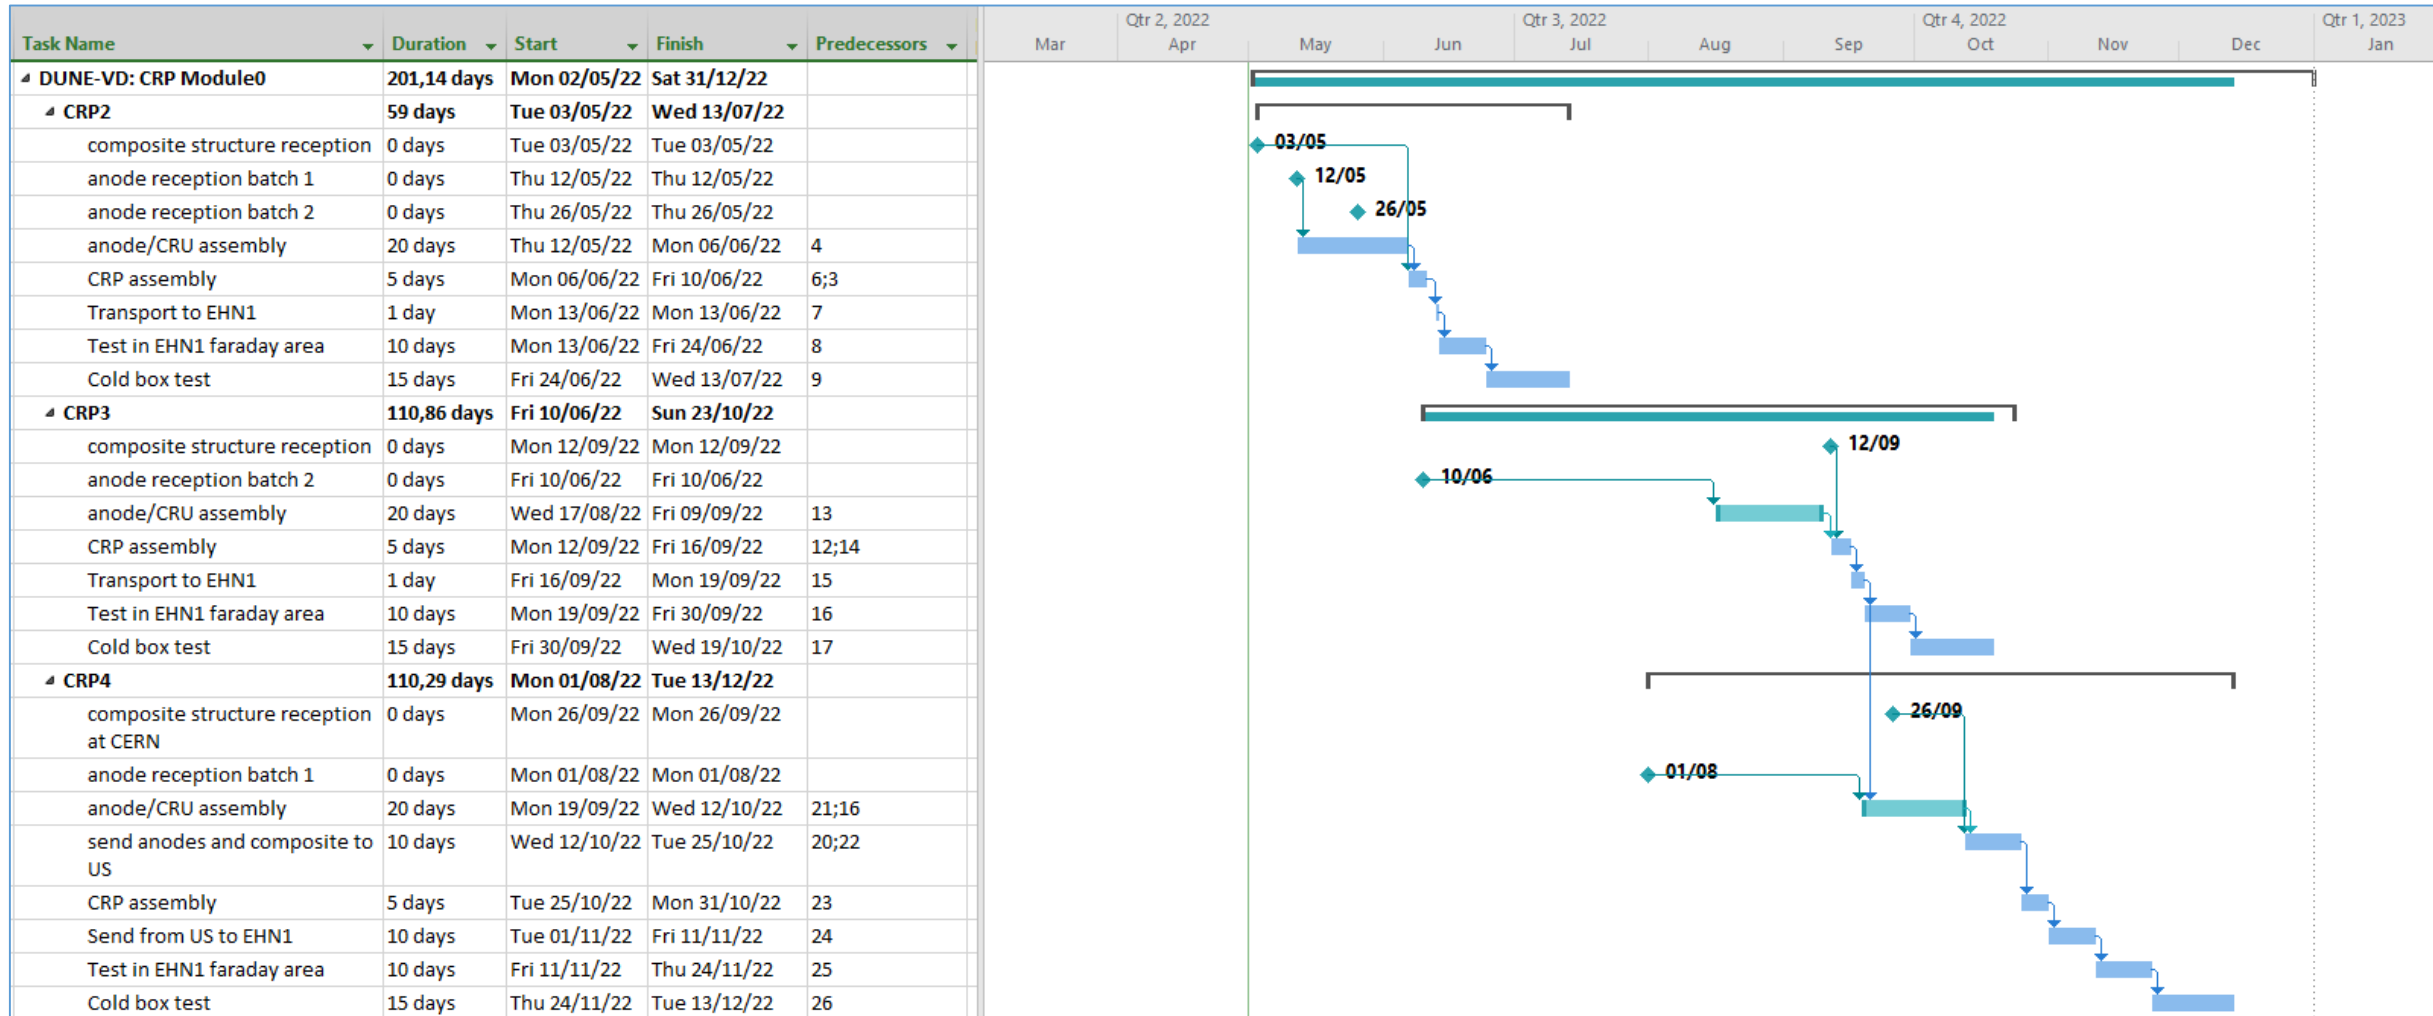 Qtr 2, 2022 Qtr 3, 2022 Qtr 4, 2022 Qtr 1, 2023
Task Name Duration Start Finish Predecessors Mar Apr May Jun Jul Aug Sep Oct Nov Dec Jan
DUNE-VD: CRP Module0 201,14 days Mon 02/05/22 Sat 31/12/22
CRP2 59 days Tue 03/05/22 Wed 13/07/22
composite structure reception 0 days Tue 03/05/22 Tue 03/05/22 03/05
anode reception batch 1 0 days Thu 12/05/22 Thu 12/05/22 12/05
anode reception batch 2 0 days Thu 26/05/22 Thu 26/05/22 26/05
anode/CRU assembly 20 days Thu 12/05/22 Mon 06/06/22 4
CRP assembly 5 days Mon 06/06/22 Fri 10/06/22 6;3
Transport to EHN1 1 day Mon 13/06/22 Mon 13/06/22 7
Test in EHN1 faraday area 10 days Mon 13/06/22 Fri 24/06/22 8
Cold box test 15 days Fri 24/06/22 Wed 13/07/22 9
CRP3 110,86 days Fri 10/06/22 Sun 23/10/22
composite structure reception 0 days Mon 12/09/22 Mon 12/09/22 12/09
anode reception batch 2 0 days Fri 10/06/22 Fri 10/06/22 10/06
anode/CRU assembly 20 days Wed 17/08/22 Fri 09/09/22 13
CRP assembly 5 days Mon 12/09/22 Fri 16/09/22 12;14
Transport to EHN1 1 day Fri 16/09/22 Mon 19/09/22 15
Test in EHN1 faraday area 10 days Mon 19/09/22 Fri 30/09/22 16
Cold box test 15 days Fri 30/09/22 Wed 19/10/22 17
CRP4 110,29 days Mon 01/08/22 Tue 13/12/22
composite structure reception 0 days Mon 26/09/22 Mon 26/09/22 26/09
at CERN
anode reception batch 1 0 days Mon 01/08/22 Mon 01/08/22 01/08
anode/CRU assembly 20 days Mon 19/09/22 Wed 12/10/22 21;16
send anodes and composite to 10 days Wed 12/10/22 Tue 25/10/22 20;22
US
CRP assembly 5 days Tue 25/10/22 Mon 31/10/22 23
Send from US to EHN1 10 days Tue 01/11/22 Fri 11/11/22 24
Test in EHN1 faraday area 10 days Fri 11/11/22 Thu 24/11/22 25
Cold box test 15 days Thu 24/11/22 Tue 13/12/22 26